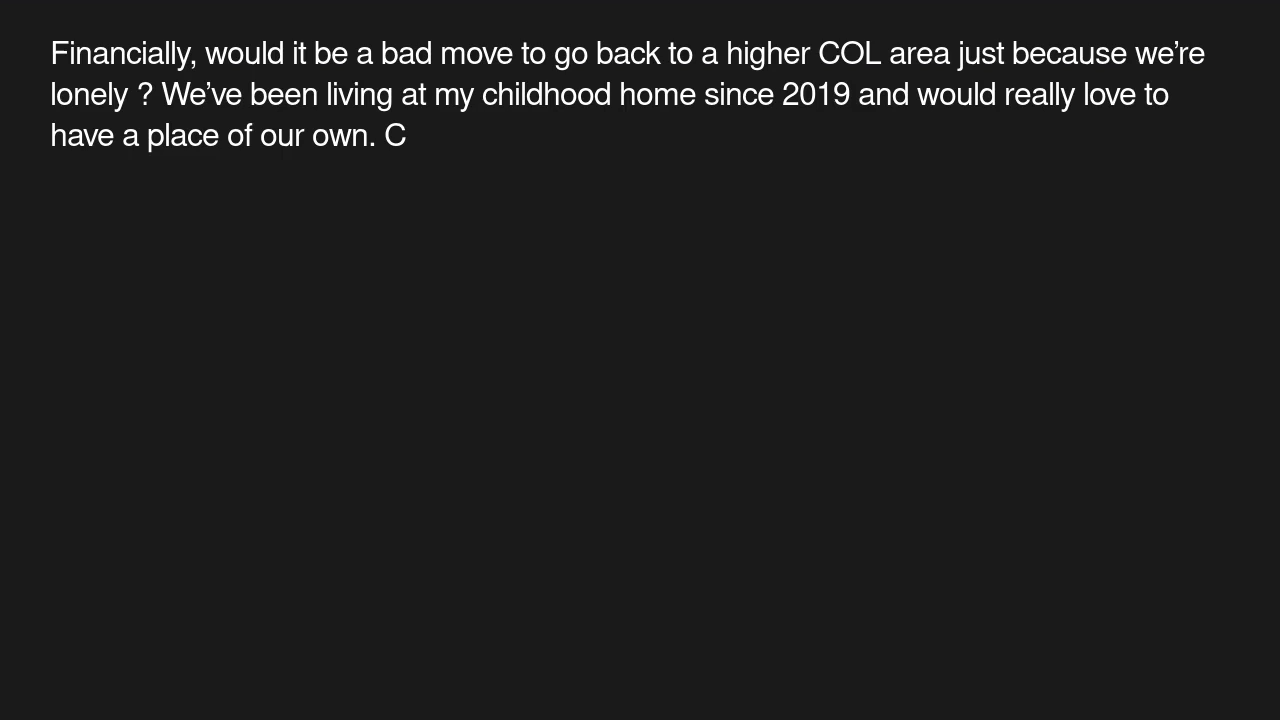 Financially, would it be a bad move to go back to a higher COL area just because we’re
lonely ? We’ve been living at my childhood home since 2019 and would really love to
have a place of our own. C